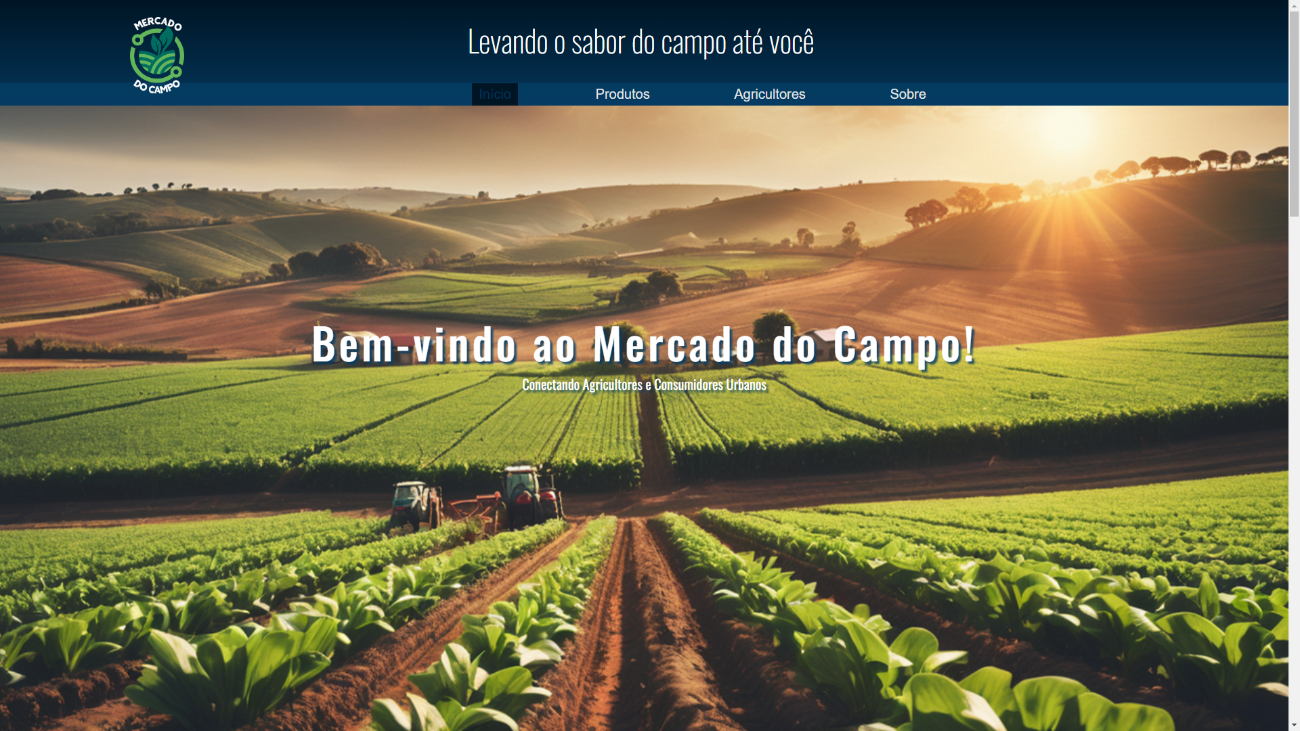 MERCADO
DO CAMPO
Levando o sabor do campo até você
Início
Produtos
Agricultores
Sobre
Bem-vindo ao Mercado do Campo!
Conectando Agricultores e Consumidores Urbanos